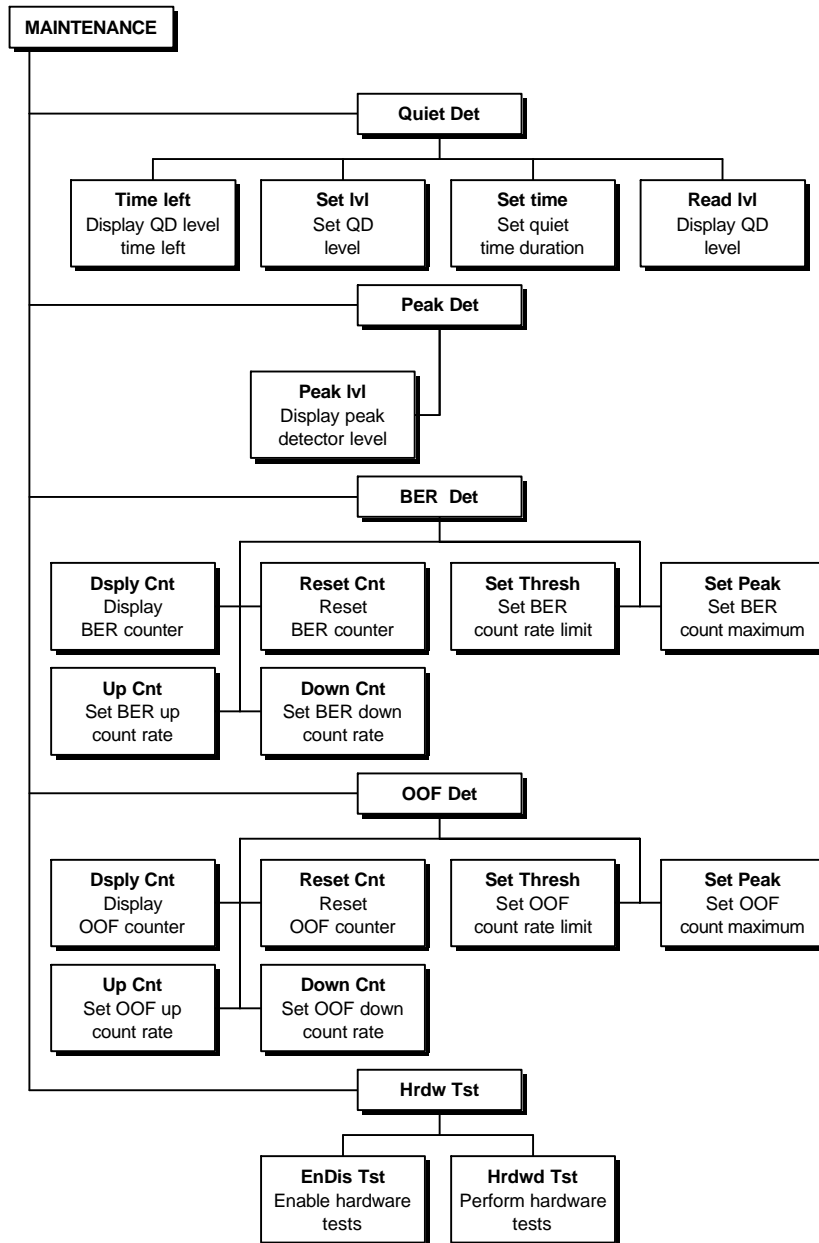 MAINTENANCE
Quiet Det
Time left
Display QD level
time left
Set lvl
Set QD
level
Set time
Set quiet
time duration
Read lvl
Display QD
level
Peak Det
Peak lvl
Display peak
detector level
BER  Det
Dsply Cnt
Display
BER counter
Reset Cnt
Reset
BER counter
Set Thresh
Set BER
count rate limit
Set Peak
Set BER
count maximum
Up Cnt
Set BER up
count rate
Down Cnt
Set BER down
count rate
OOF Det
Dsply Cnt
Display
OOF counter
Reset Cnt
Reset
OOF counter
Set Thresh
Set OOF
count rate limit
Set Peak
Set OOF
count maximum
Up Cnt
Set OOF up
count rate
Down Cnt
Set OOF down
count rate
Hrdw Tst
EnDis Tst
Enable hardware
tests
Hrdwd Tst
Perform hardware
tests